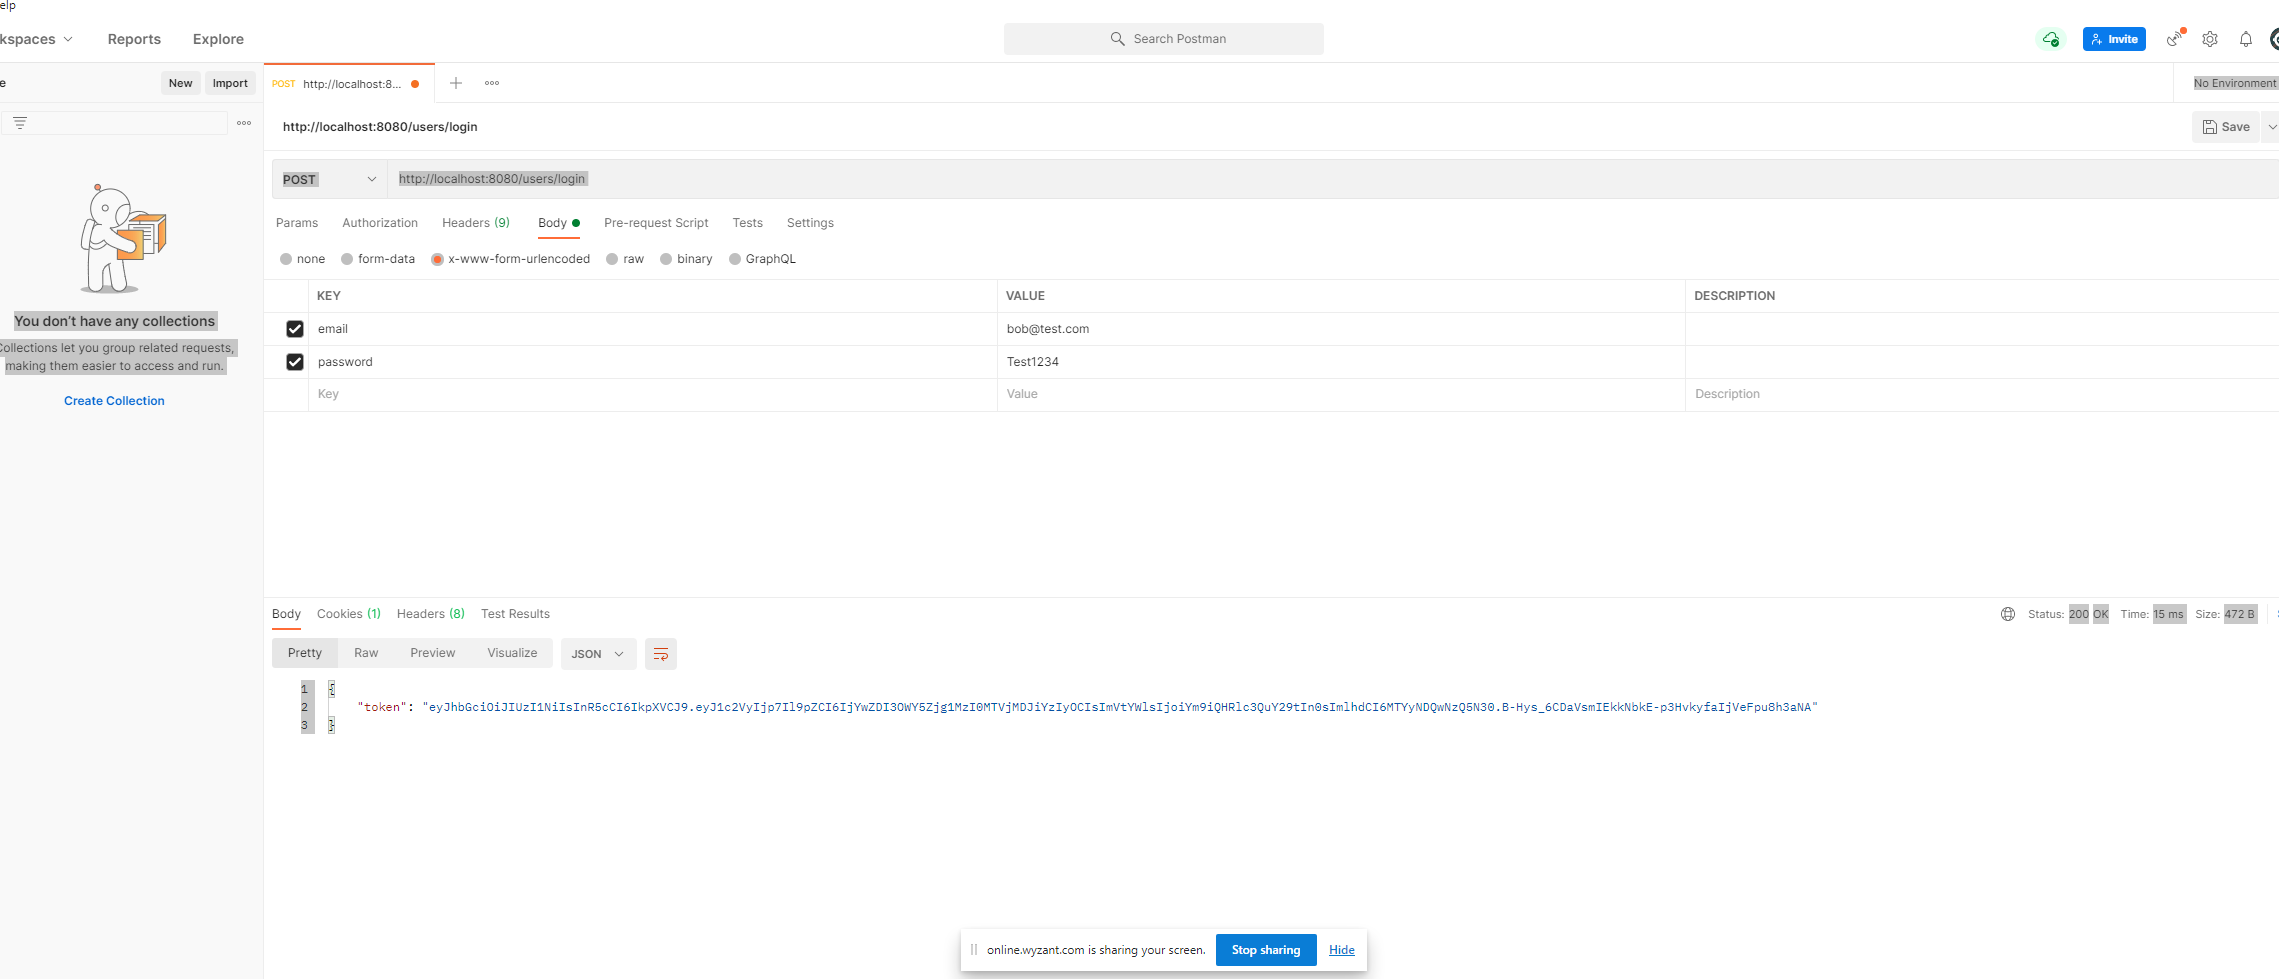 elp
kspaces Reports Explore Search Postman Invite
e New Import POST http://localhost:8... No Environment
http://localhost:8080/users/login Save
POST http://localhost:8080/users/login
Params Authorization Headers (9) Body Pre-request Script Tests Settings
none form-data x-www-form-urlencoded raw binary GraphQL
KEY VALUE DESCRIPTION
email bob@test.com
password Test1234
Key Value Description
You don't have any collections
Collections let you group related requests,
making them easier to access and run.
Create Collection
Body Cookies (1) Headers (8) Test Results Status: 200 OK Time: 15 ms Size: 472 B
Pretty Raw Preview Visualize JSON
1 {
2 "token": "eyJhbGciOiJIUzI1NiIsInR5cCI6IkpXVCJ9.eyJ1c2VyIjp7Il9pZCI6IjYwZDI3OWY5Zjg1MzI0MTVjMDJiYzIyOCIsImVtYWlsIjoiYm9iQHRlc3QuY29tIn0sImlhdCI6MTYyNDQwNzQ5N30.B-Hys_6CDaVsmIEkkNbkE-p3HvkyfaIjVeFpu8h3aNA"
3 }
online.wyzant.com is sharing your screen. Stop sharing Hide